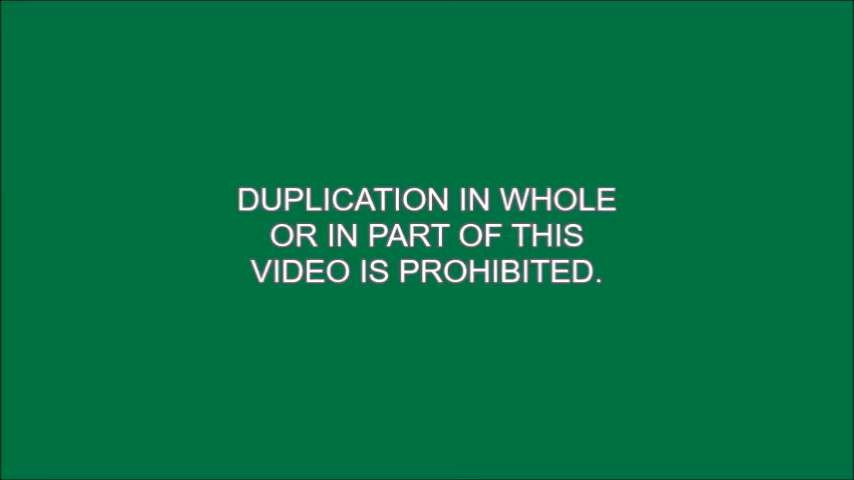 DUPLICATION IN WHOLE
OR IN PART OF THIS
VIDEO IS PROHIBITED.